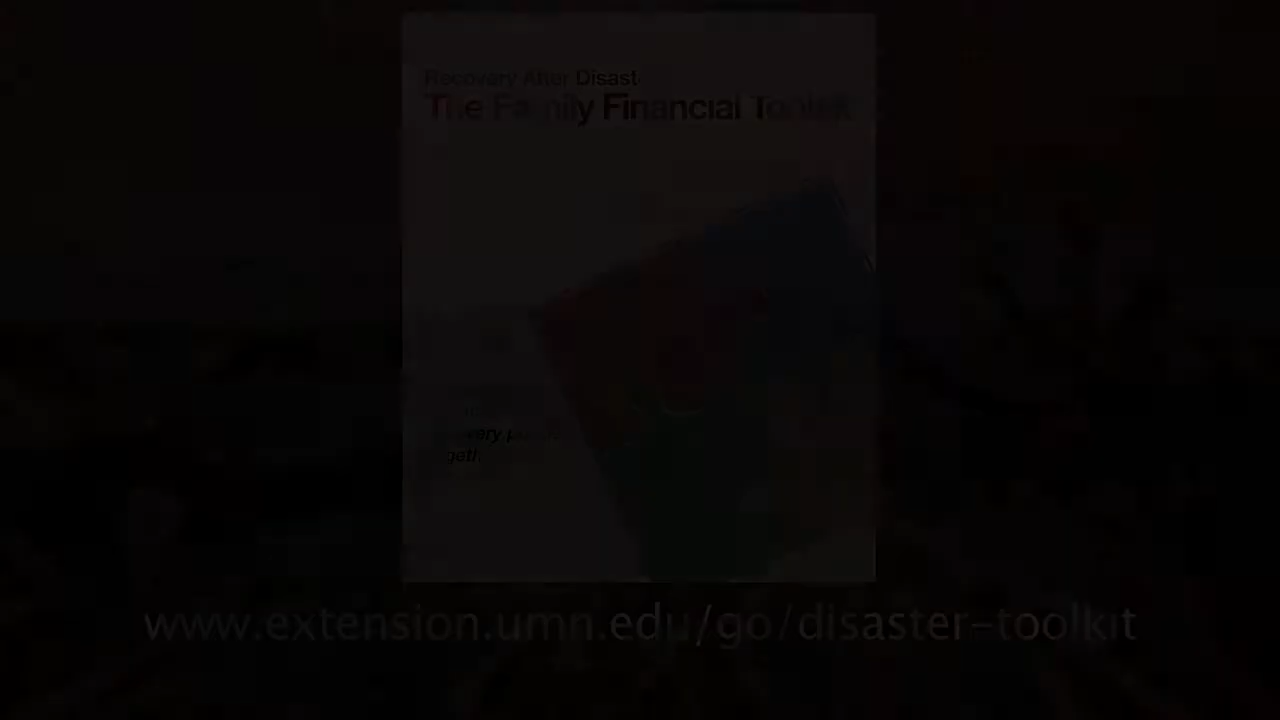 Recovery After Disast
The Family Financial Toolkit
www.extension.umn.edu/go/disaster-toolkit